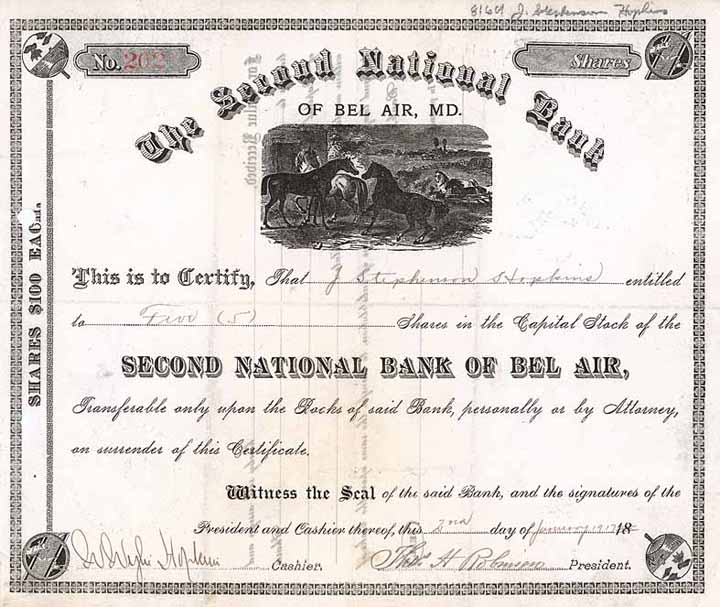 8169 J. Stephenson Hopkins
No. 202
Shares
The Second National Bank
OF BEL AIR, MD.
SHARES $100 EACH.
This is to Certify, That J Stephenson Hopkins entitled
to Five (5) Shares in the Capital Stock of the
SECOND NATIONAL BANK OF BEL AIR,
Transferable only upon the Books of said Bank, personally or by Attorney,
on surrender of this Certificate.
Witness the Seal of the said Bank, and the signatures of the
President and Cashier thereof, this 2nd day of January 1917 18
Hopkins Cashier. Thos. H Robinson President.